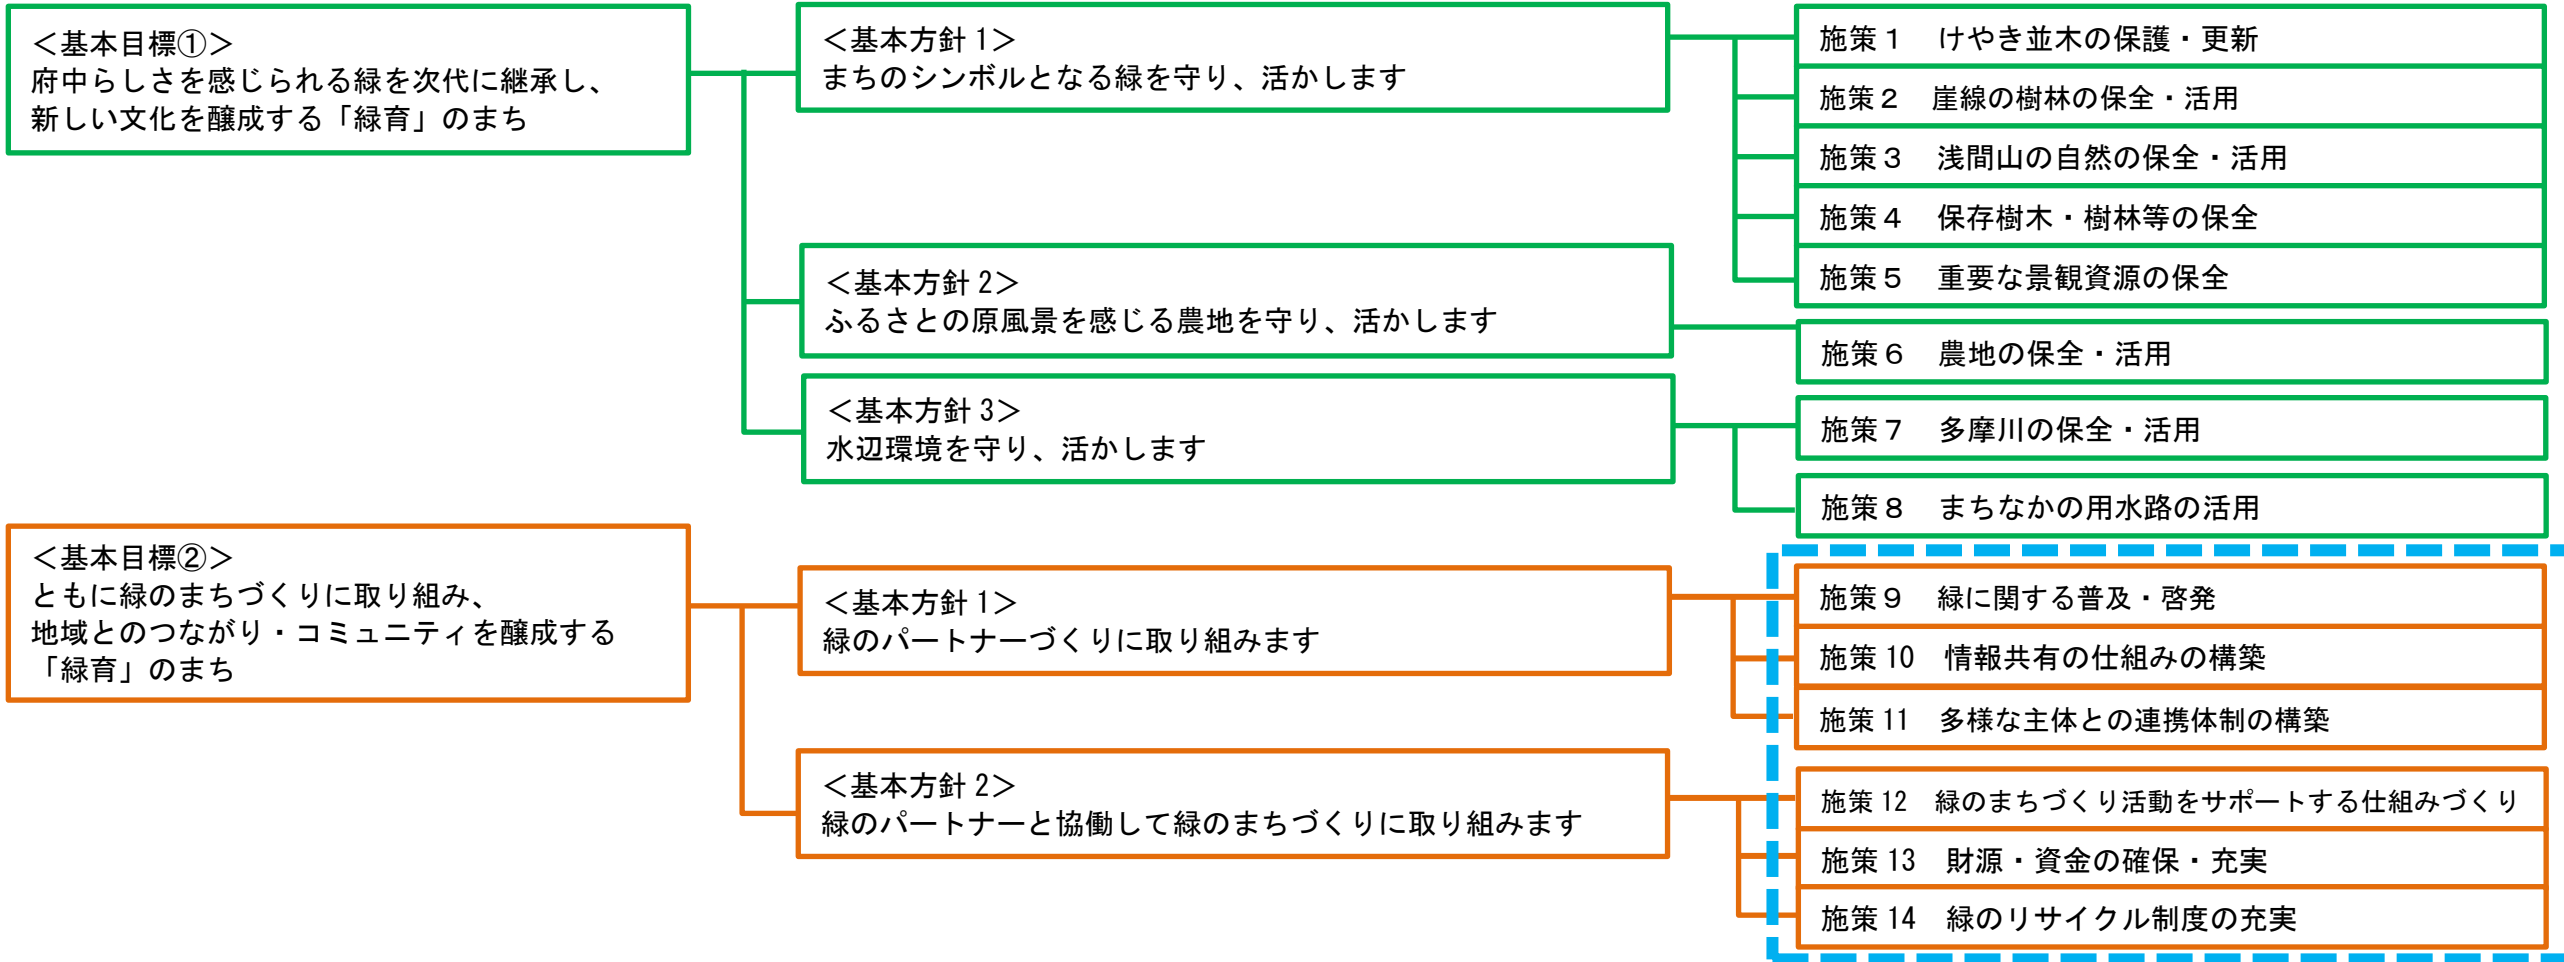 ＜基本目標①＞
府中らしさを感じられる緑を次代に継承し、
新しい文化を醸成する「緑育」のまち
＜基本方針 1＞
まちのシンボルとなる緑を守り、活かします
施策１　けやき並木の保護・更新
施策２　崖線の樹林の保全・活用
施策３　浅間山の自然の保全・活用
施策４　保存樹木・樹林等の保全
施策５　重要な景観資源の保全
＜基本方針 2＞
ふるさとの原風景を感じる農地を守り、活かします
施策６　農地の保全・活用
＜基本方針 3＞
水辺環境を守り、活かします
施策７　多摩川の保全・活用
施策８　まちなかの用水路の活用
＜基本目標②＞
ともに緑のまちづくりに取り組み、
地域とのつながり・コミュニティを醸成する
「緑育」のまち
＜基本方針 1＞
緑のパートナーづくりに取り組みます
施策９　緑に関する普及・啓発
施策 10　情報共有の仕組みの構築
施策 11　多様な主体との連携体制の構築
＜基本方針 2＞
緑のパートナーと協働して緑のまちづくりに取り組みます
施策 12　緑のまちづくり活動をサポートする仕組みづくり
施策 13　財源・資金の確保・充実
施策 14　緑のリサイクル制度の充実